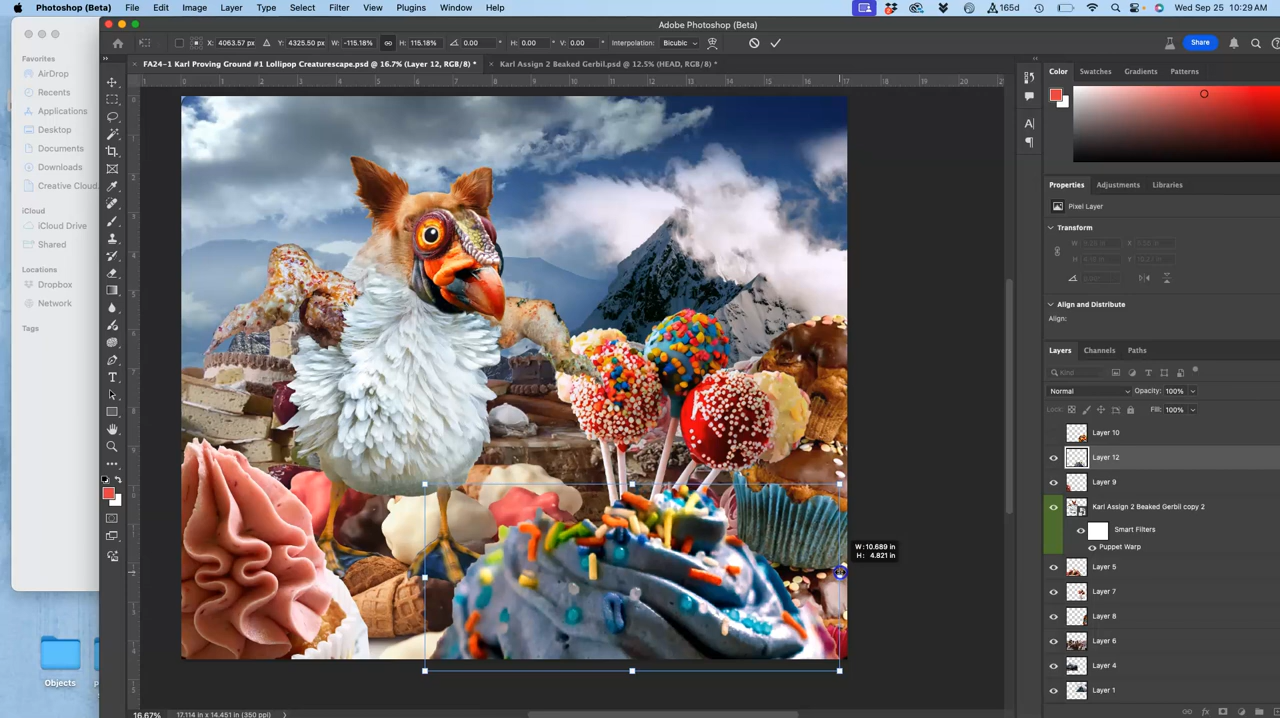 Photoshop (Beta) File Edit Image Layer Type Select Filter View Plugins Window Help 165d Wed Sep 25 10:29 AM
Adobe Photoshop (Beta)
X: 4063.57 px Y: 4325.50 px W: -115.18% H: 115.18% 0.00 ° H: 0.00 ° V: 0.00 ° Interpolation: Bicubic Share
FA24-1 Karl Proving Ground #1 Lollipop Creaturescape.psd @ 16.7% (Layer 12, RGB/8) * Karl Assign 2 Beaked Gerbil.psd @ 12.5% (HEAD, RGB/8) *
Favorites
AirDrop
Recents
Applications
Desktop
Documents
Downloads
Creative Cloud...
iCloud
iCloud Drive
Shared
Locations
Dropbox
Network
Tags
Objects
W: 10.689 in
H: 4.821 in
16.67% 17.114 in x 14.451 in (350 ppi)
Color Swatches Gradients Patterns
Properties Adjustments Libraries
Pixel Layer
Transform
Align and Distribute
Align:
Layers Channels Paths
Kind
Normal Opacity: 100%
Lock: Fill: 100%
Layer 10
Layer 12
Layer 9
Karl Assign 2 Beaked Gerbil copy 2
Smart Filters
Puppet Warp
Layer 5
Layer 7
Layer 8
Layer 6
Layer 4
Layer 1